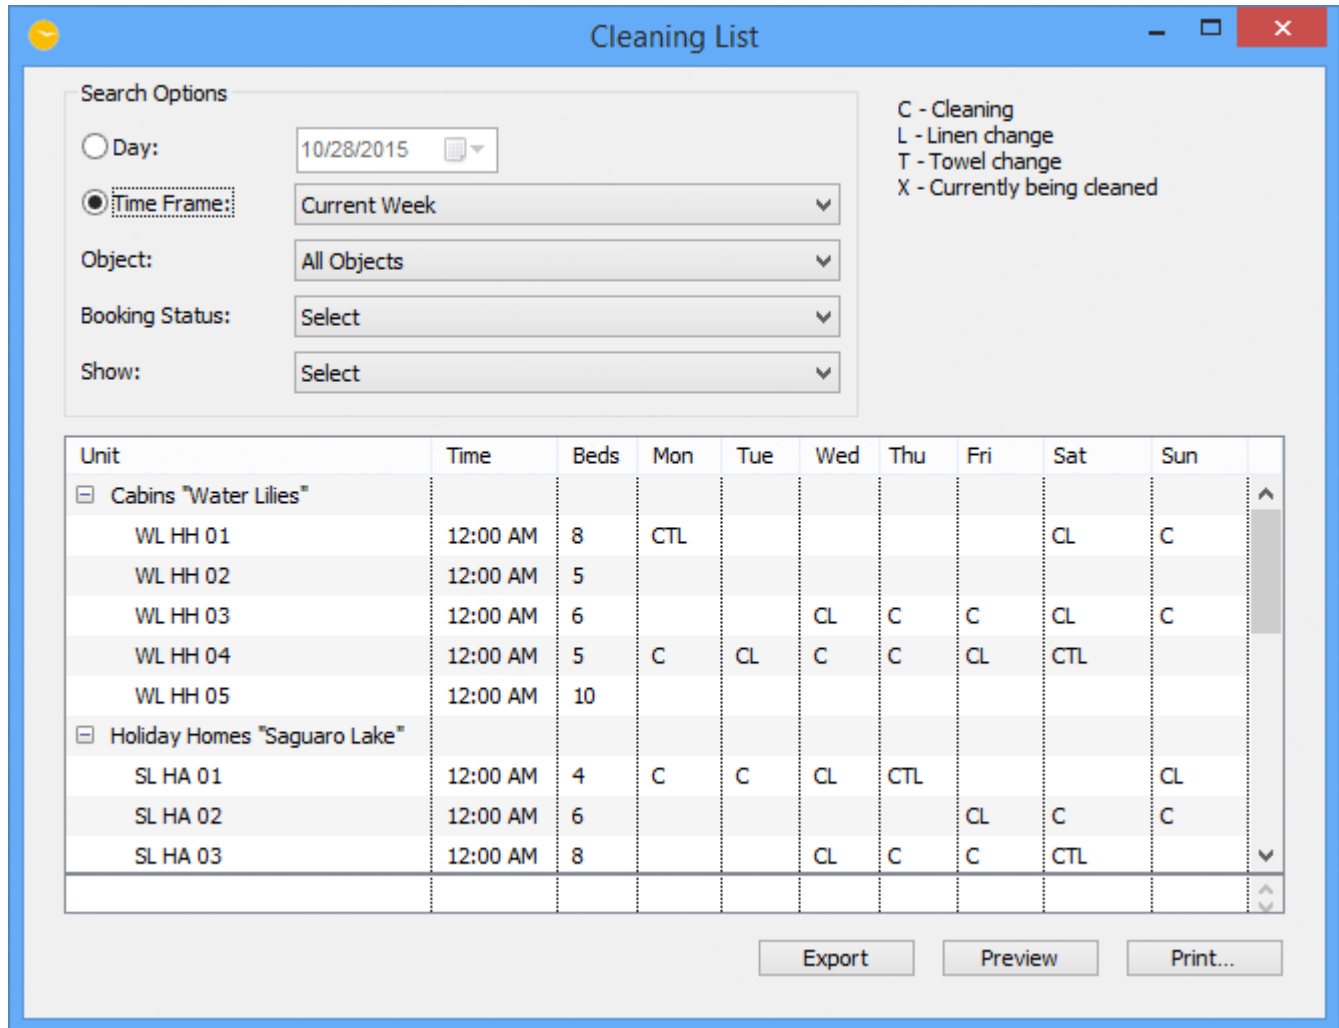 Cleaning List
Search Options
Day: 10/28/2015
Time Frame: Current Week
Object: All Objects
Booking Status: Select
Show: Select
C - Cleaning
L - Linen change
T - Towel change
X - Currently being cleaned
Unit Time Beds Mon Tue Wed Thu Fri Sat Sun
Cabins "Water Lilies"
WL HH 01 12:00 AM 8 CTL CL C
WL HH 02 12:00 AM 5
WL HH 03 12:00 AM 6 CL C C CL C
WL HH 04 12:00 AM 5 C CL C C CL CTL
WL HH 05 12:00 AM 10
Holiday Homes "Saguaro Lake"
SL HA 01 12:00 AM 4 C C CL CTL CL
SL HA 02 12:00 AM 6 CL C C
SL HA 03 12:00 AM 8 CL C C CTL
Export Preview Print...